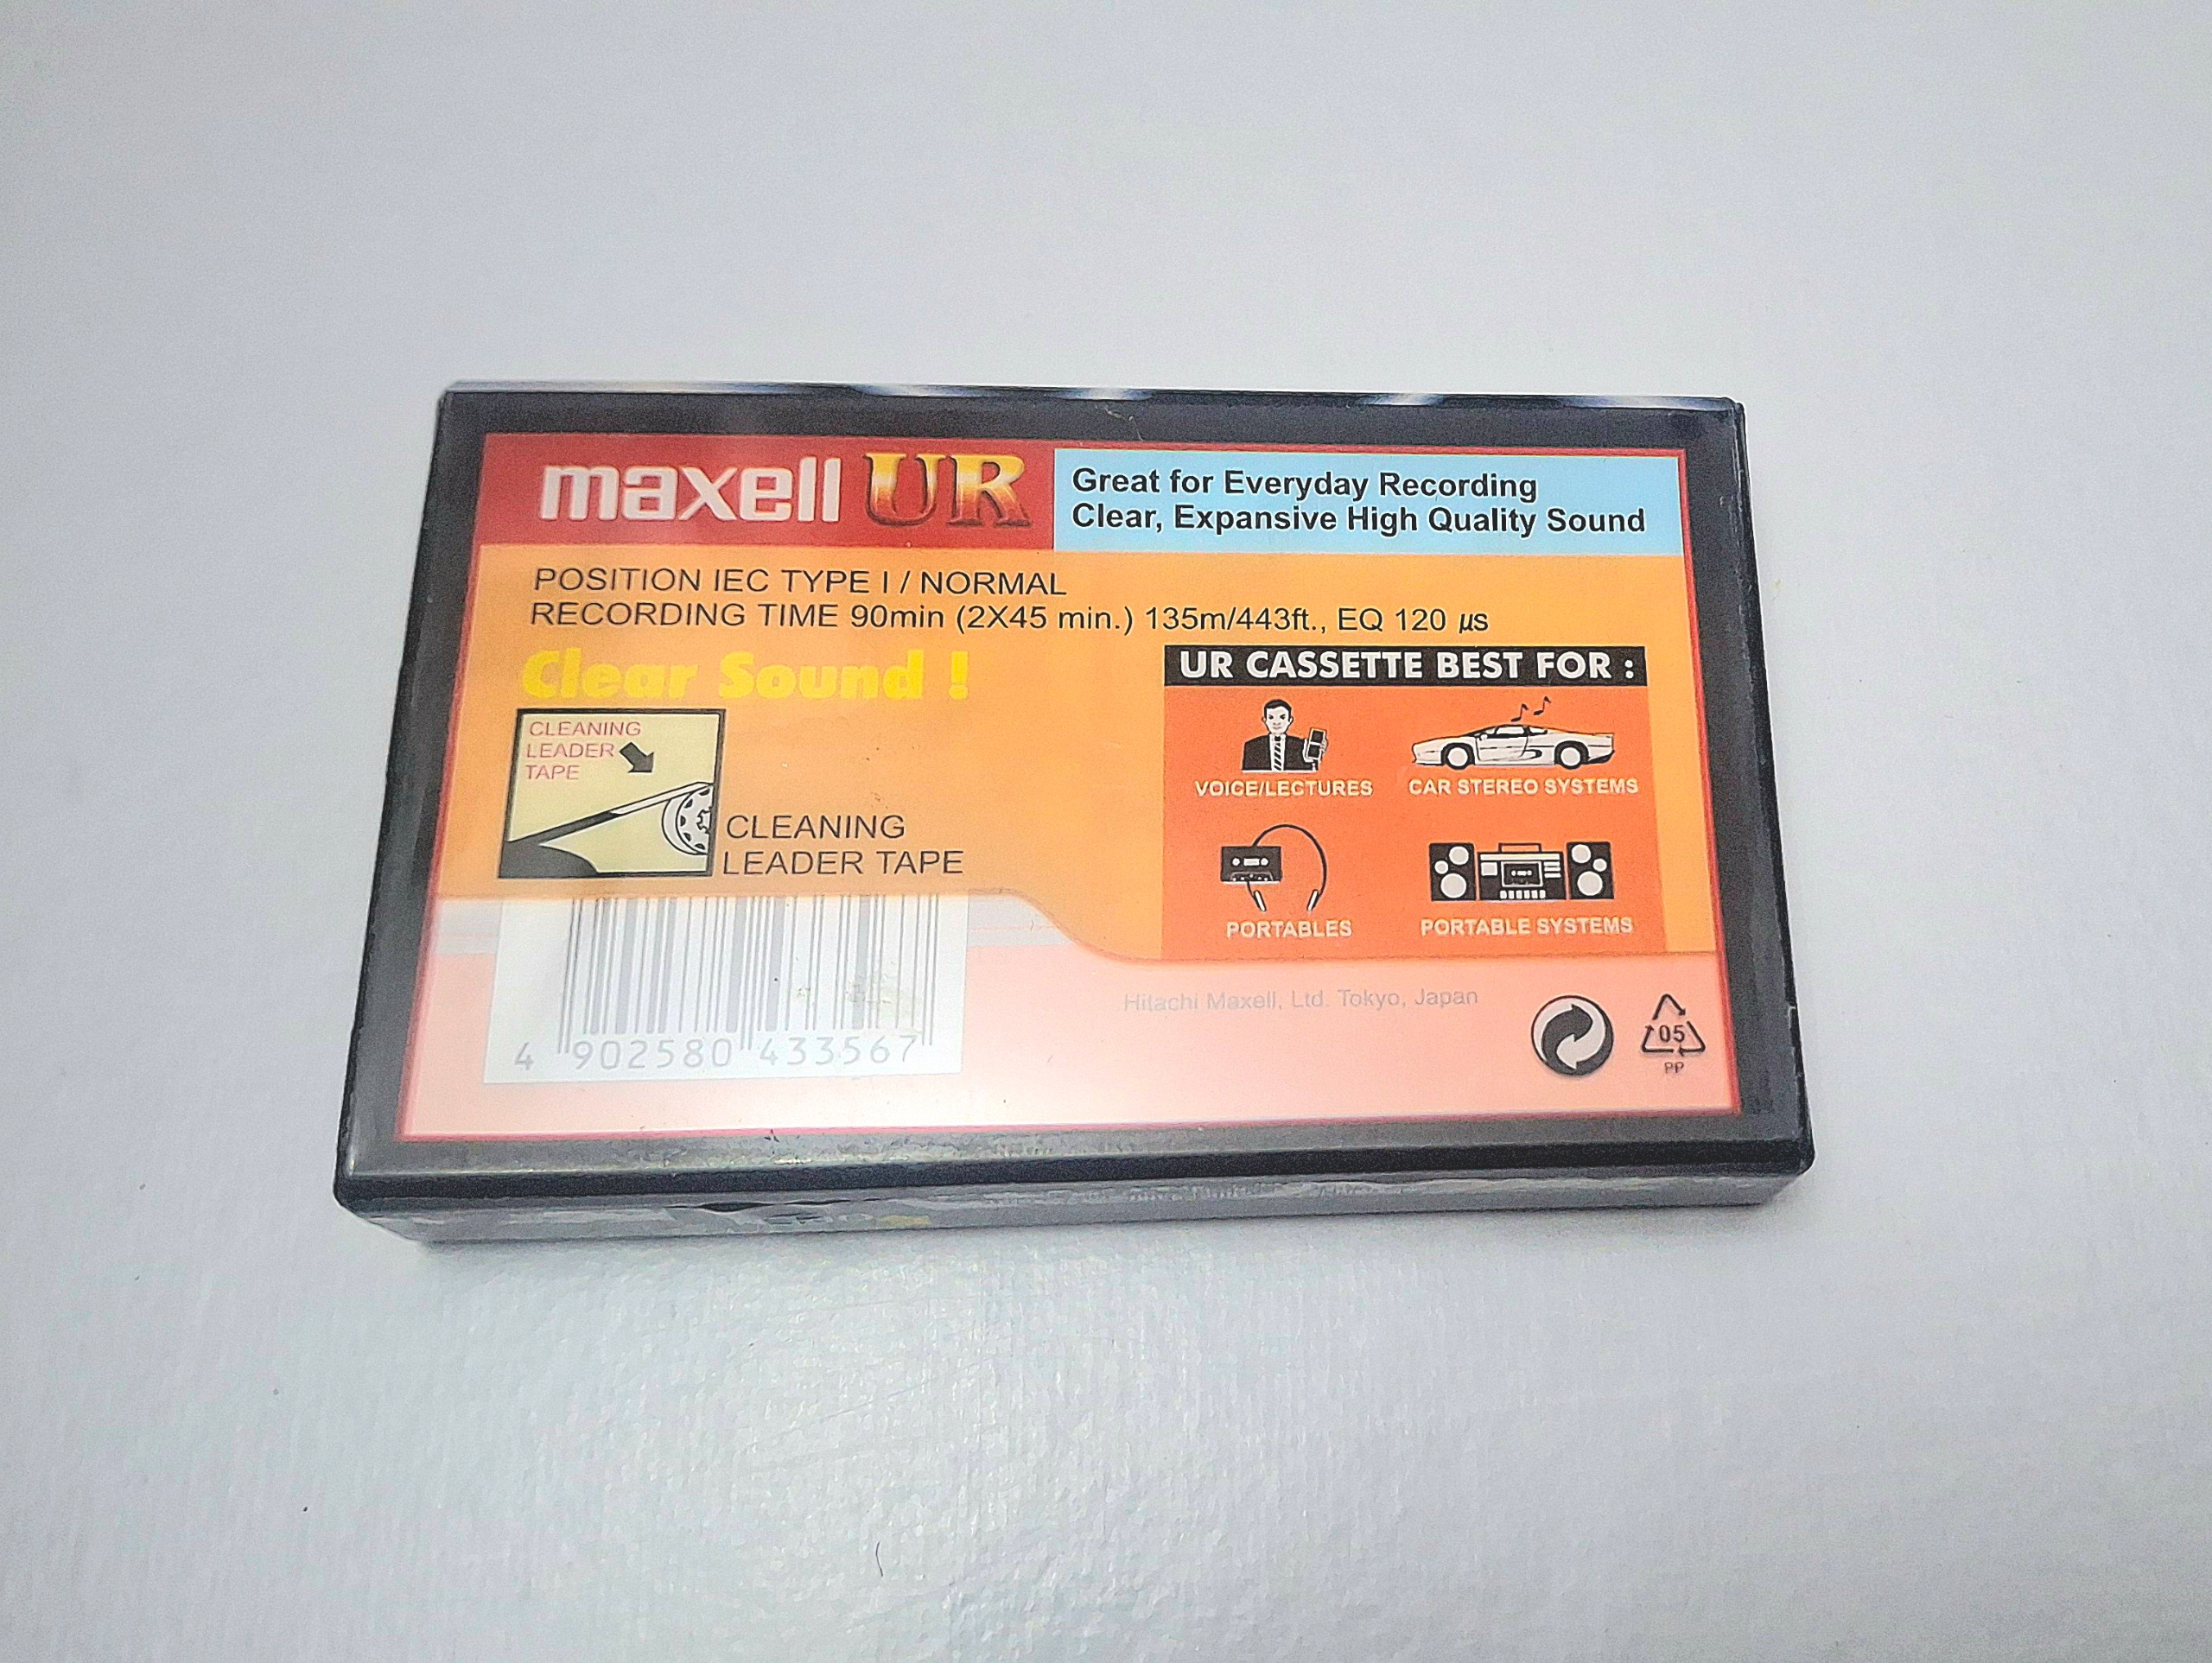 maxell UR
Great for Everyday Recording
Clear, Expansive High Quality Sound
POSITION IEC TYPE I / NORMAL
RECORDING TIME 90min (2X45 min.) 135m/443ft., EQ 120 µs
Clear Sound !
CLEANING
LEADER
TAPE
CLEANING
LEADER TAPE
UR CASSETTE BEST FOR :
VOICE/LECTURES
CAR STEREO SYSTEMS
PORTABLES
PORTABLE SYSTEMS
4 902580 433567
Hitachi Maxell, Ltd. Tokyo, Japan
05
PP